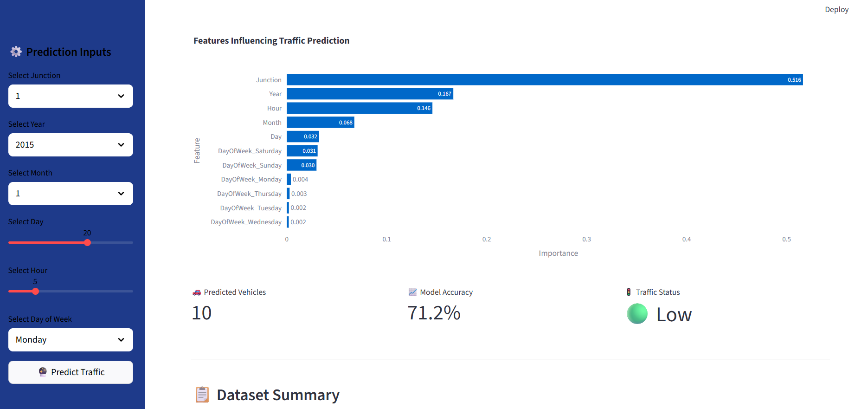 Deploy
Prediction Inputs
Select Junction
1
Select Year
2015
Select Month
1
Select Day
20
Select Hour
5
Select Day of Week
Monday
Predict Traffic
Features Influencing Traffic Prediction
Feature
Junction
0.516
Year
0.167
Hour
0.146
Month
0.068
Day
0.032
DayOfWeek_Saturday
0.031
DayOfWeek_Sunday
0.030
DayOfWeek_Monday
0.004
DayOfWeek_Thursday
0.003
DayOfWeek_Tuesday
0.002
DayOfWeek_Wednesday
0.002
0
0.1
0.2
0.3
0.4
0.5
Importance
Predicted Vehicles
10
Model Accuracy
71.2%
Traffic Status
Low
Dataset Summary